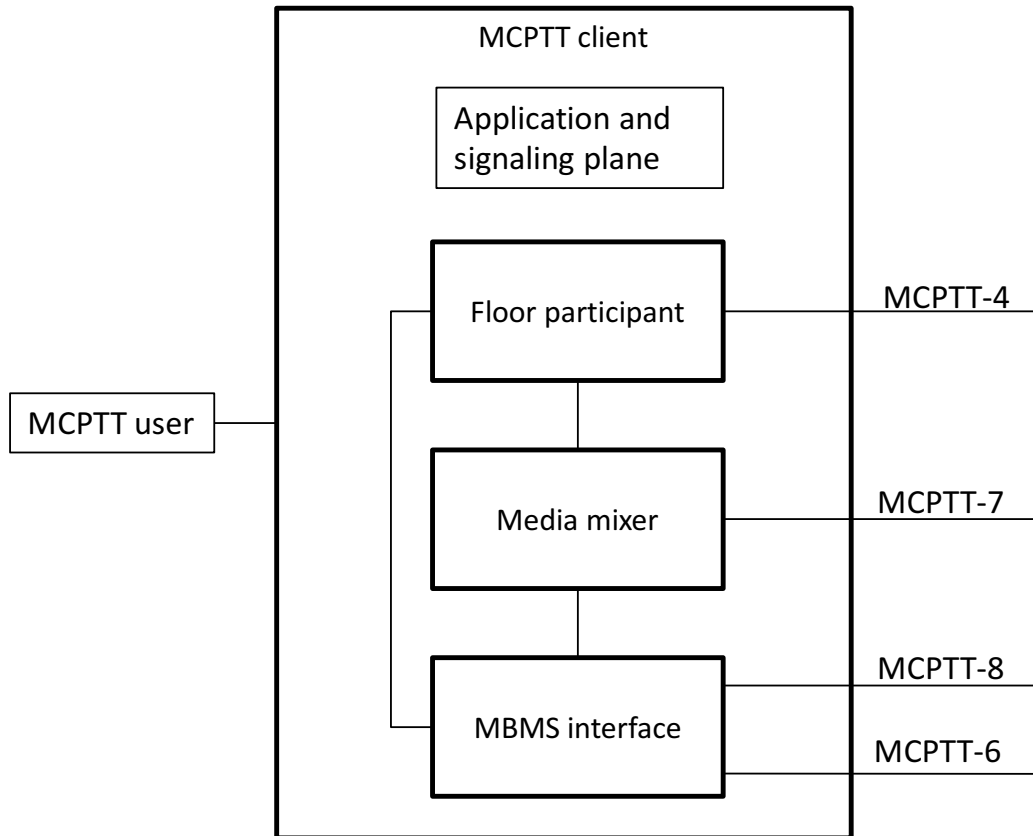 MCPTT client
Application and
signaling plane
Floor participant
MCPTT-4
MCPTT user
Media mixer
MCPTT-7
MBMS interface
MCPTT-8
MCPTT-6